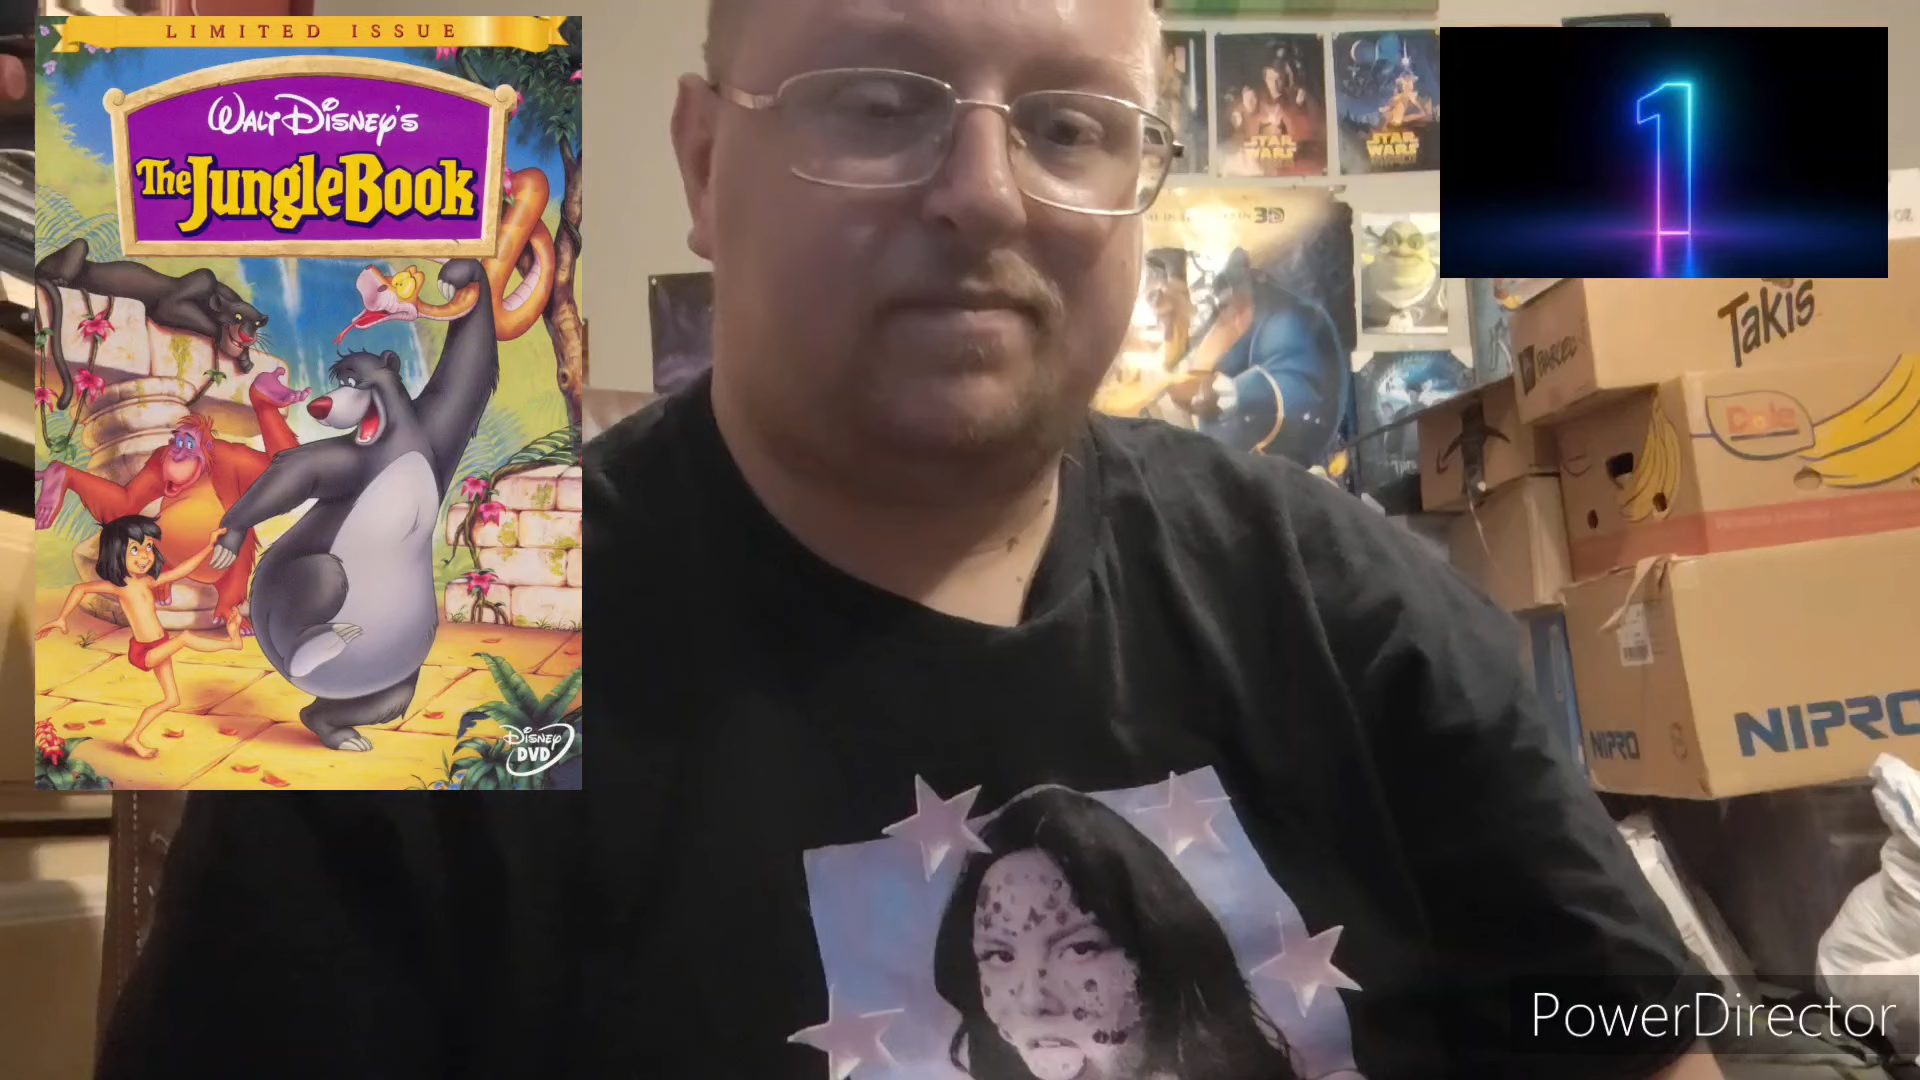 LIMITED ISSUE
WALT DISNEY'S
The Jungle Book
DISNEY
DVD
1
STAR
WARS
STAR
WARS
IN 3D
Takis
Dole
NIPRO
NIPRO
PowerDirector